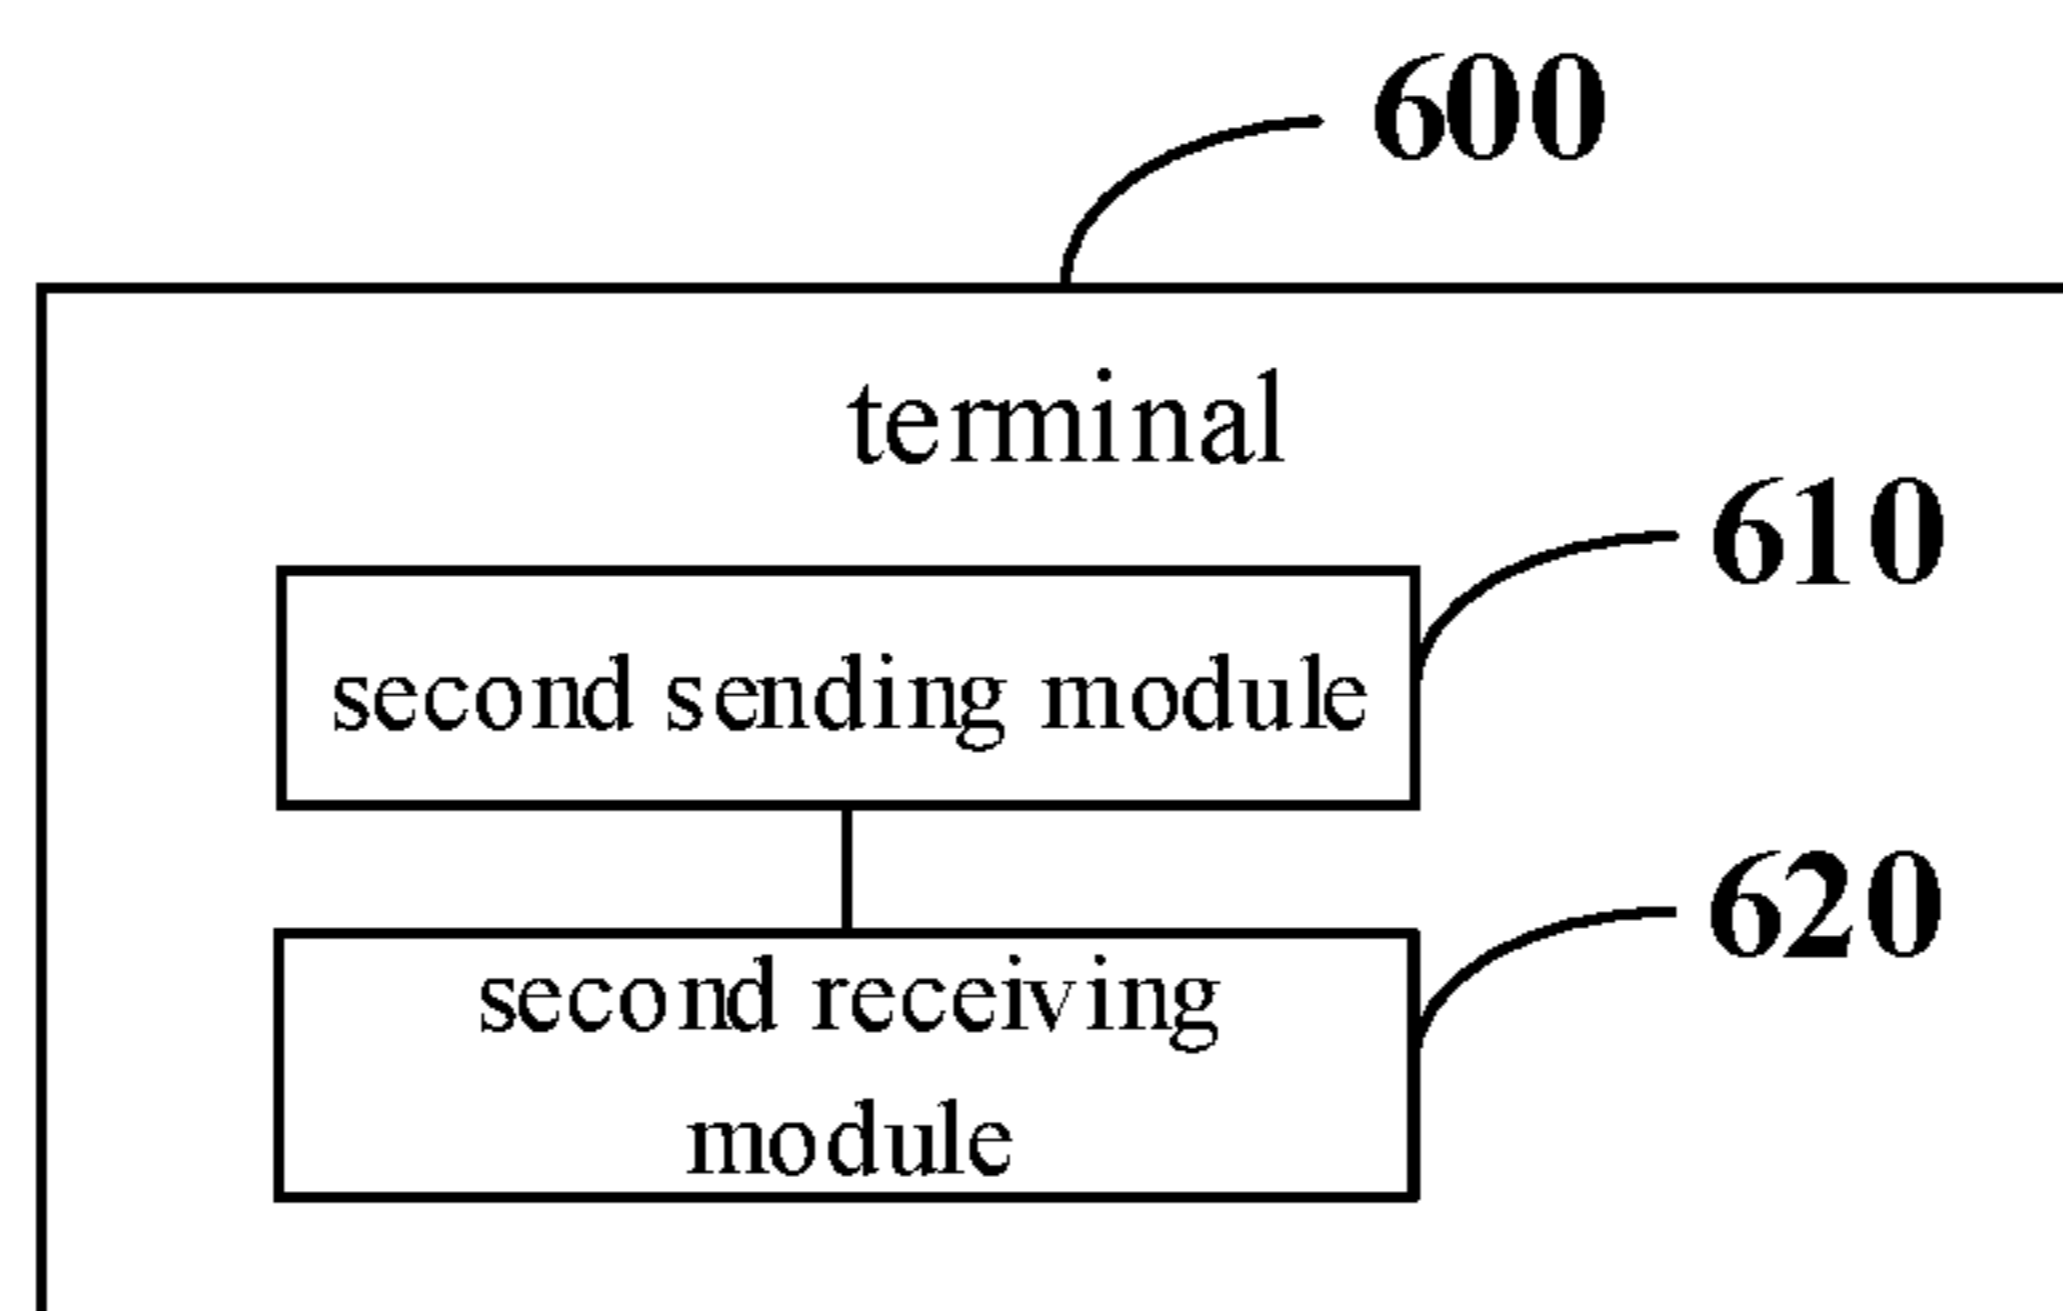 600
terminal
610
second sending module
620
second receiving
module